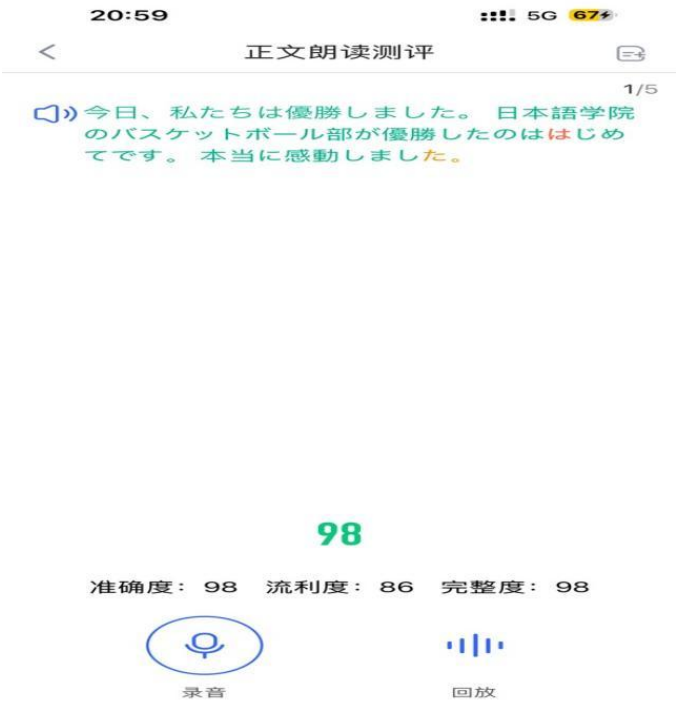 20:59
5G 67
正文朗读测评
1/5
今日、私たちは優勝しました。 日本語学院
のバスケットボール部が優勝したのははじめ
てです。 本当に感動しました。
98
准确度： 98 流利度： 86 完整度： 98
录音 回放